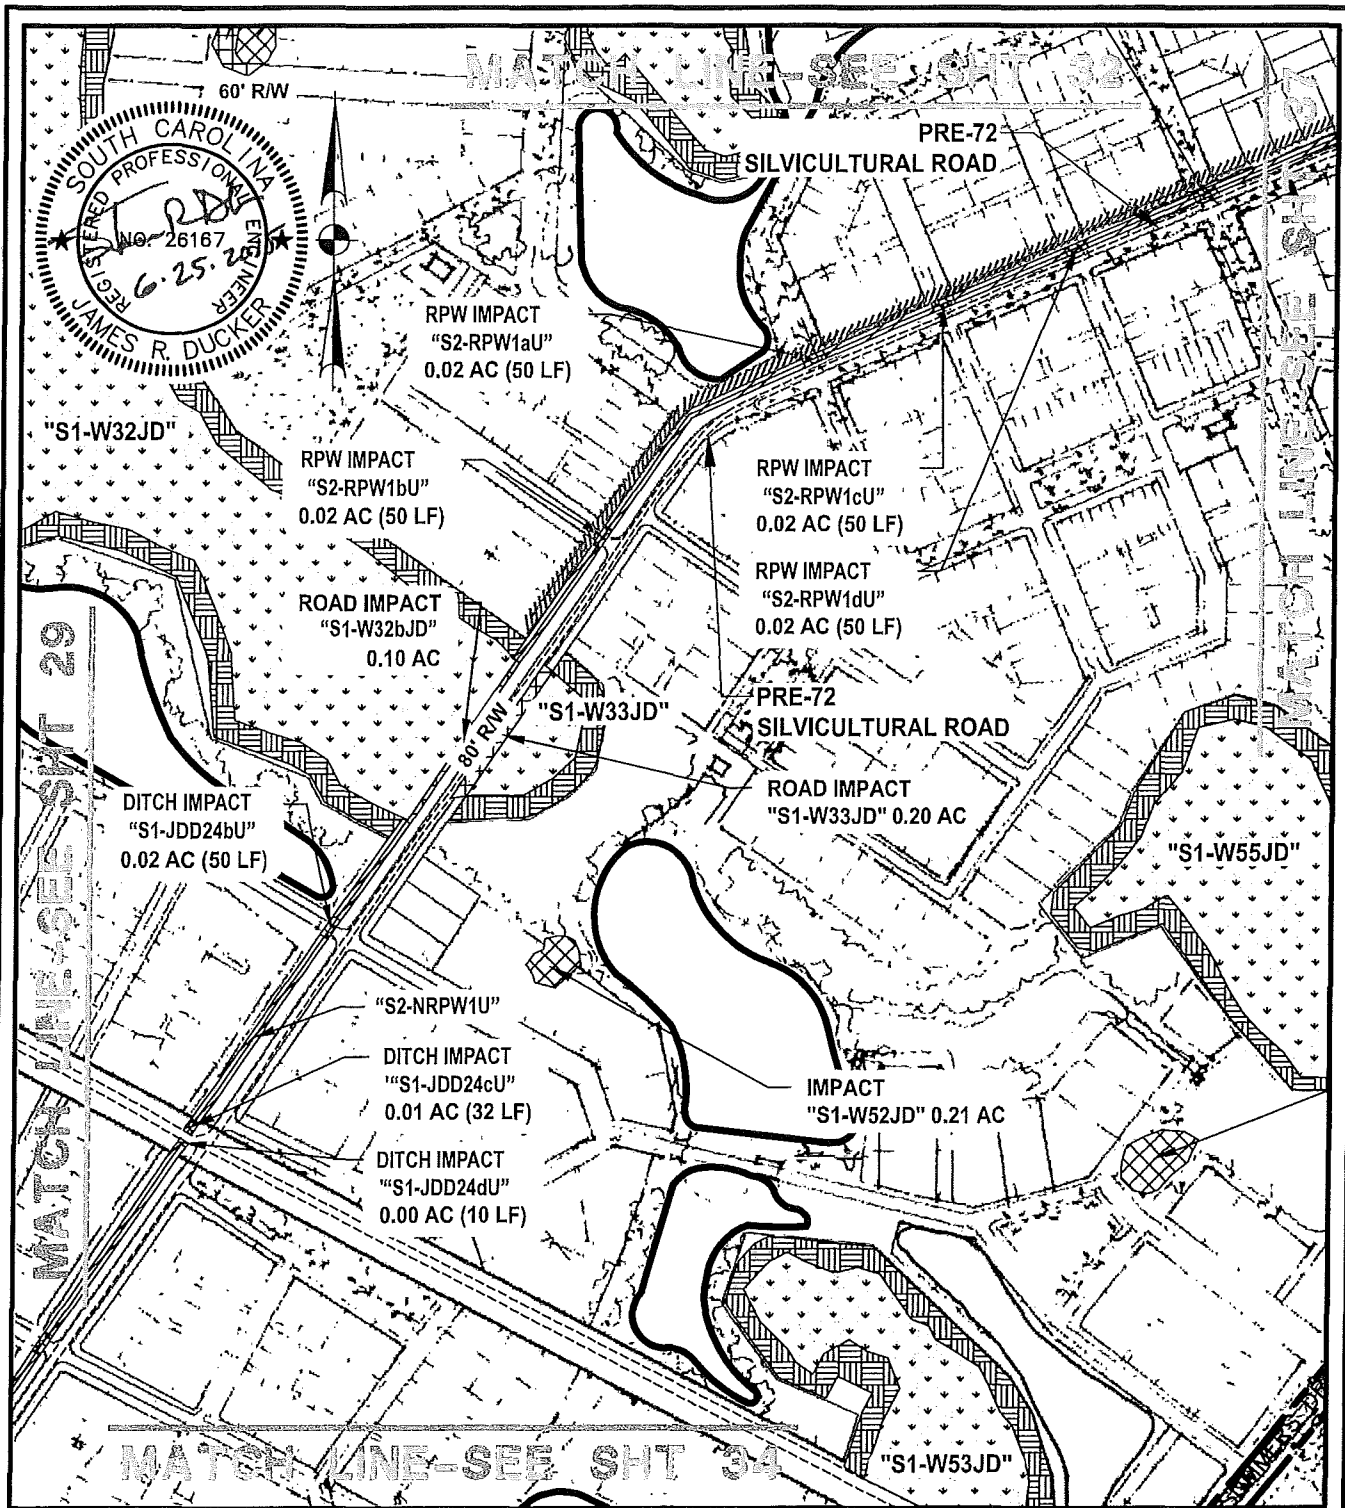 MATCH LINE-SEE SHT 32
60' R/W
SOUTH CAROLINA
REGISTERED PROFESSIONAL ENGINEER
NO. 26167
JAMES R. DUCKER
PRE-72
SILVICULTURAL ROAD
MATCH LINE-SEE SHT 37
RPW IMPACT
"S2-RPW1aU"
0.02 AC (50 LF)
"S1-W32JD"
RPW IMPACT
"S2-RPW1bU"
0.02 AC (50 LF)
RPW IMPACT
"S2-RPW1cU"
0.02 AC (50 LF)
RPW IMPACT
"S2-RPW1dU"
0.02 AC (50 LF)
ROAD IMPACT
"S1-W32bJD"
0.10 AC
MATCH LINE-SEE SHT 29
"S1-W33JD"
80' R/W
PRE-72
SILVICULTURAL ROAD
ROAD IMPACT
"S1-W33JD" 0.20 AC
DITCH IMPACT
"S1-JDD24bU"
0.02 AC (50 LF)
"S1-W55JD"
"S2-NRPW1U"
DITCH IMPACT
'"S1-JDD24cU"
0.01 AC (32 LF)
IMPACT
"S1-W52JD" 0.21 AC
DITCH IMPACT
'"S1-JDD24dU"
0.00 AC (10 LF)
MATCH LINE-SEE SHT 34
"S1-W53JD"